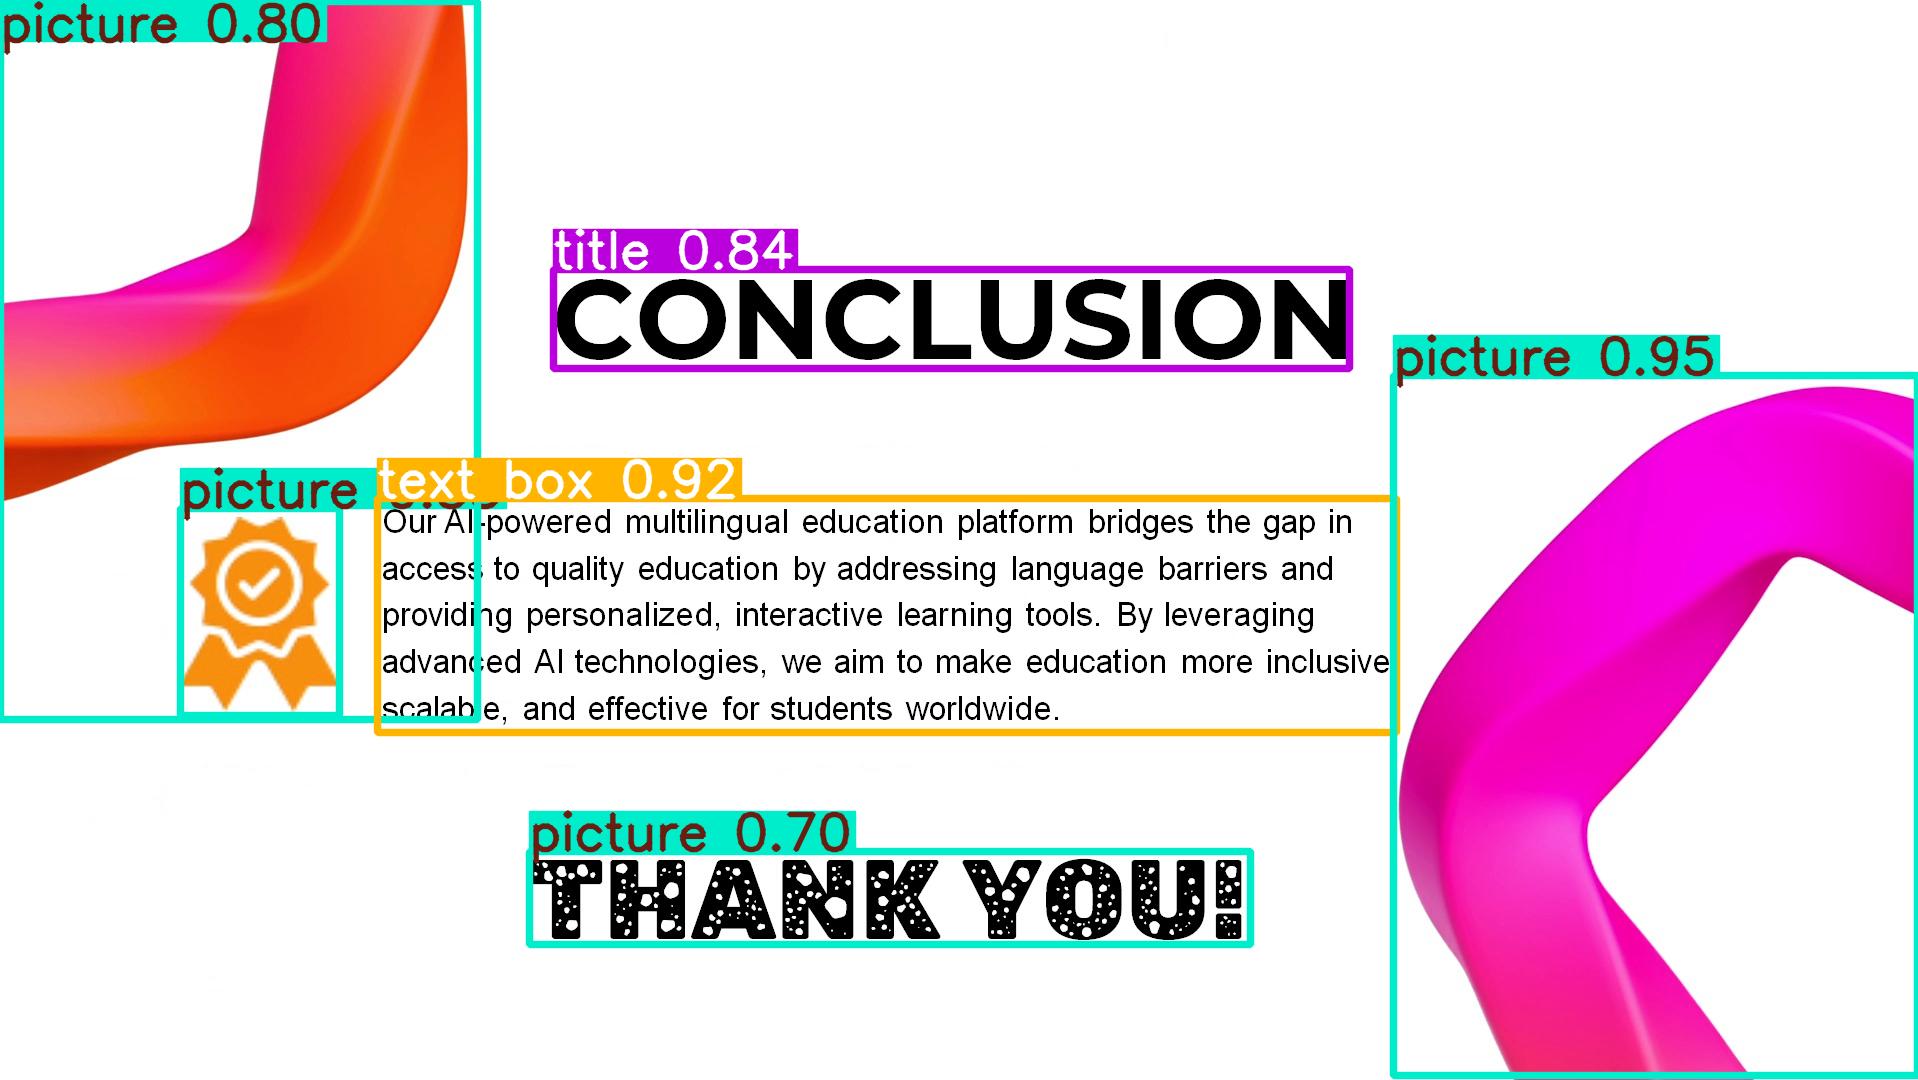 picture 0.80
title 0.84
CONCLUSION
picture 0.95
picture
text box 0.92
Our AI-powered multilingual education platform bridges the gap in
access to quality education by addressing language barriers and
providing personalized, interactive learning tools. By leveraging
advanced AI technologies, we aim to make education more inclusive
scalable, and effective for students worldwide.
picture 0.70
THANK YOU!